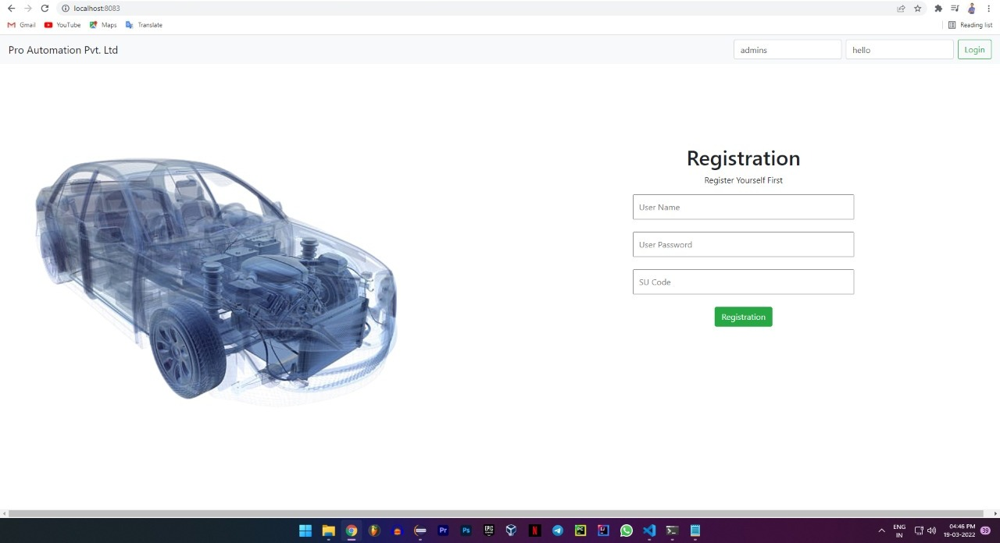 localhost:8083
Gmail YouTube Maps Translate Reading list
Pro Automation Pvt. Ltd admins hello Login
Registration
Register Yourself First
User Name
User Password
SU Code
Registration
ENG 04:46 PM
IN 19-03-2022 39